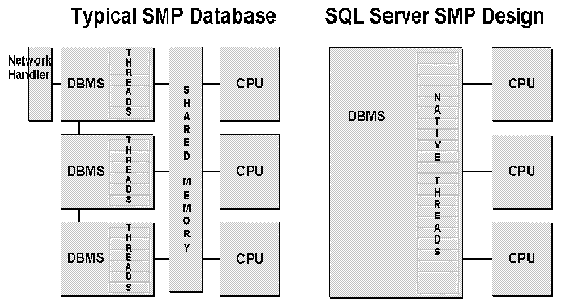 Typical SMP Database
SQL Server SMP Design
Network
Handler
DBMS
THREADS
SHARED MEMORY
CPU
DBMS
THREADS
CPU
DBMS
THREADS
CPU
DBMS
NATIVE THREADS
CPU
CPU
CPU